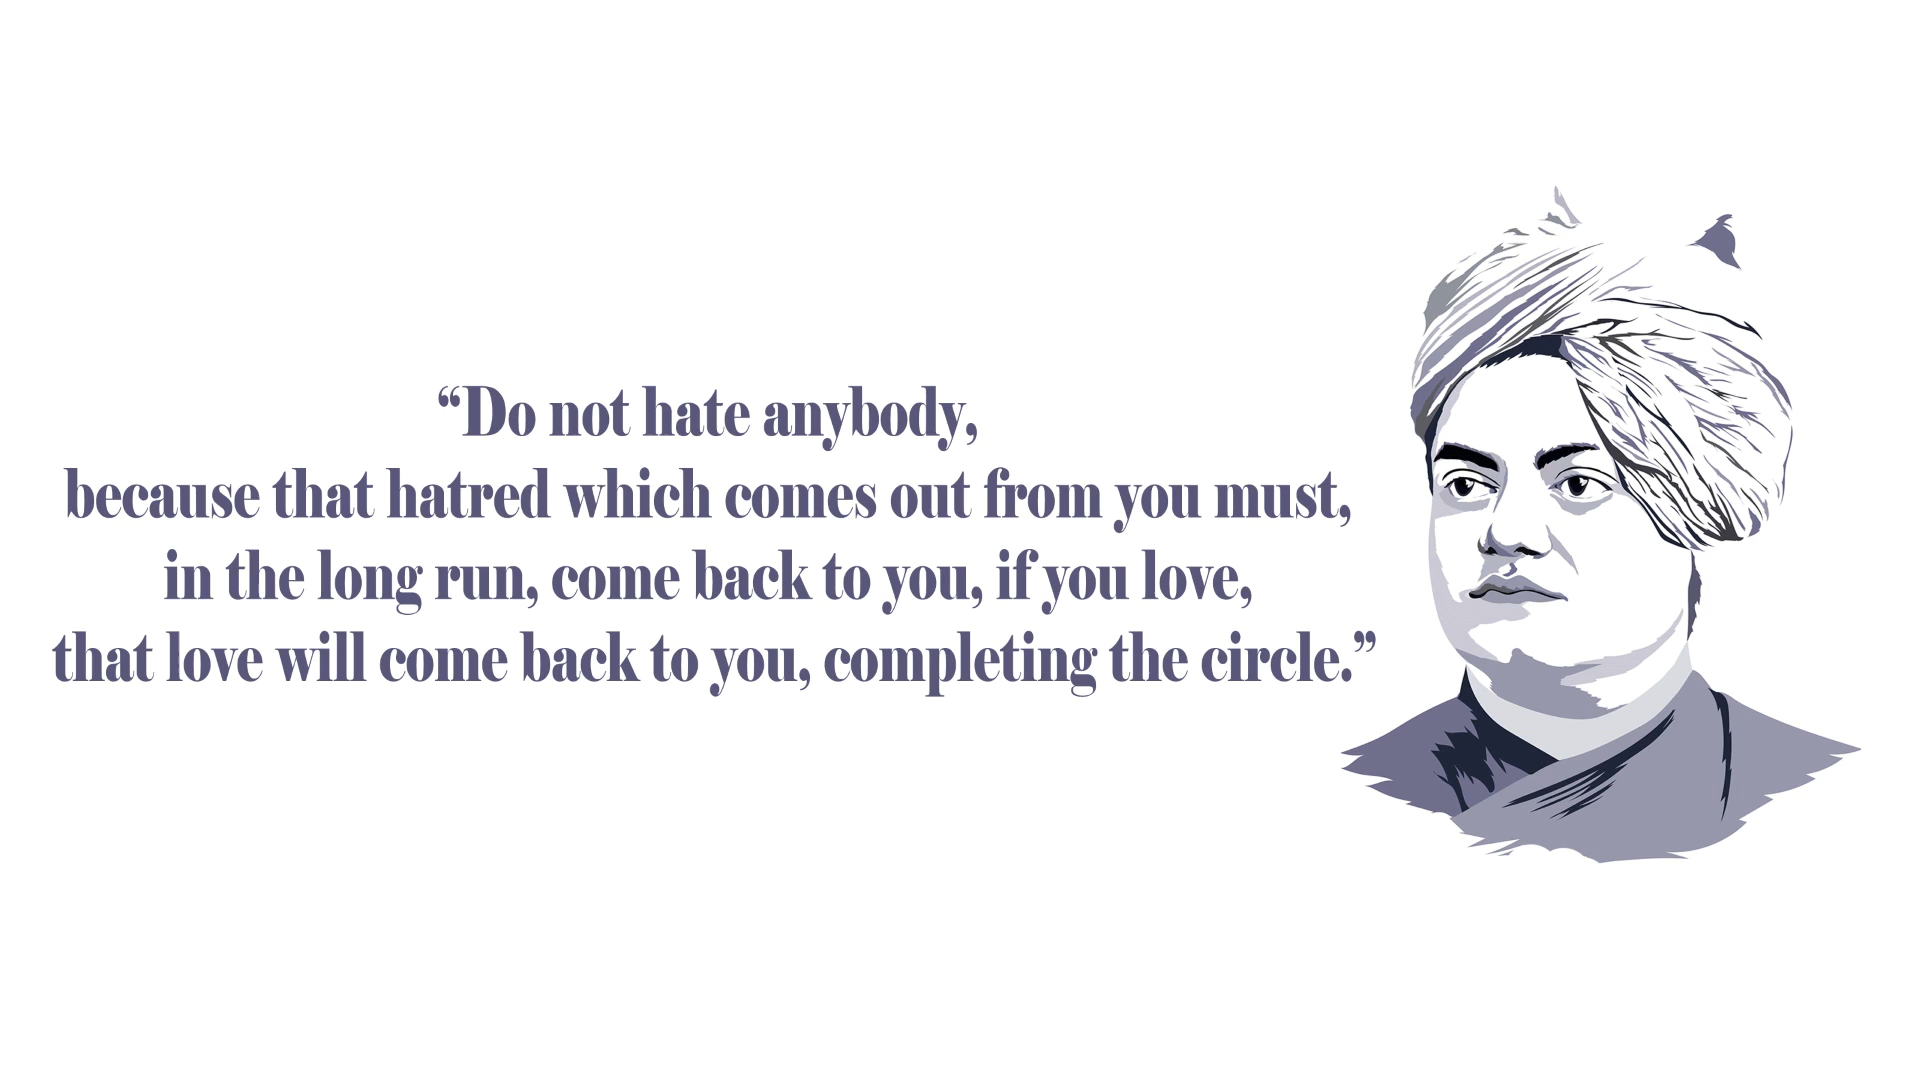 “Do not hate anybody,
because that hatred which comes out from you must,
in the long run, come back to you, if you love,
that love will come back to you, completing the circle.”